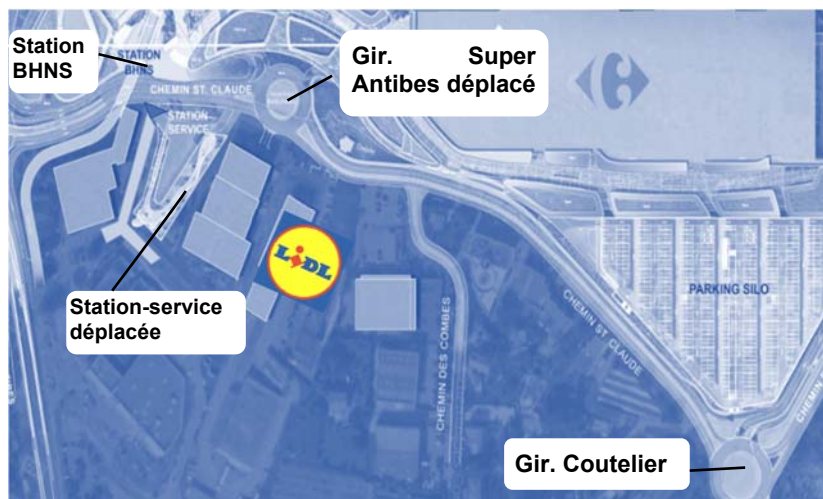 Station
BHNS
STATION
BHNS
Gir. Super
Antibes déplacé
CHEMIN ST. CLAUDE
STATION
SERVICE
LiDL
Station-service
déplacée
PARKING SILO
CHEMIN ST. CLAUDE
CHEMIN DES COMBES
CHEMIN
Gir. Coutelier